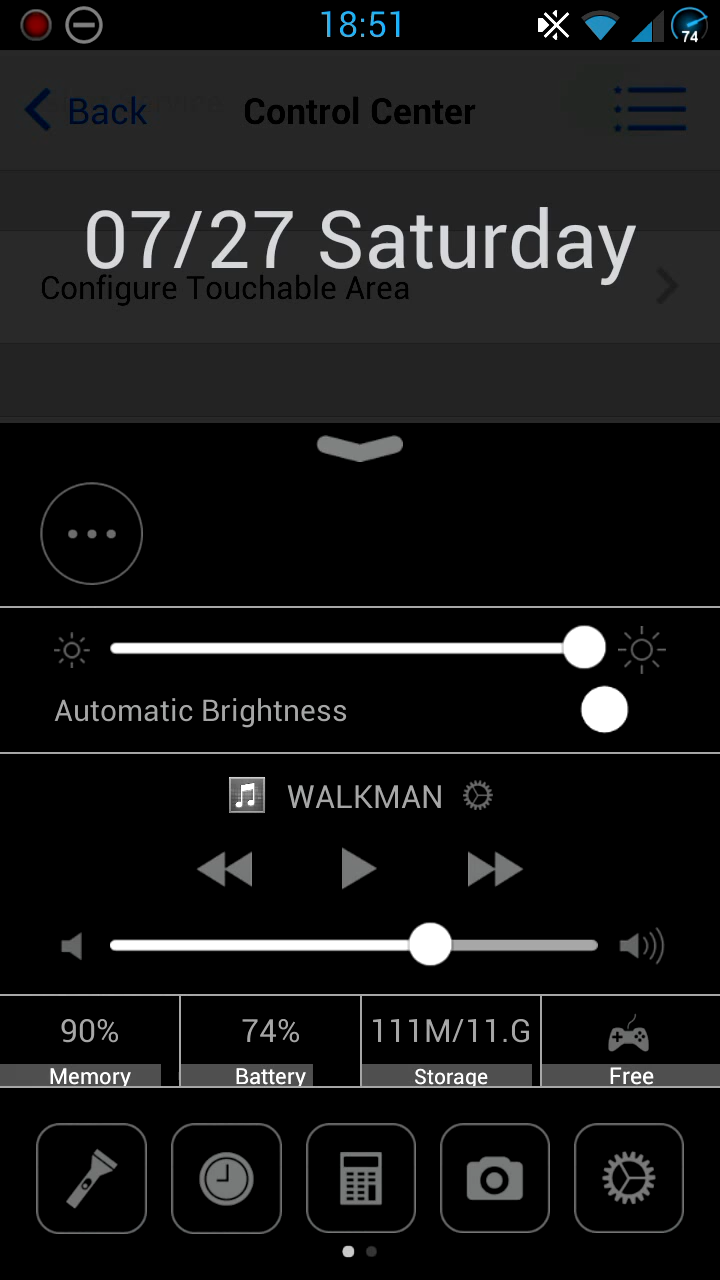 18:51
74
Back
Control Center
07/27 Saturday
Configure Touchable Area
Automatic Brightness
WALKMAN
90%
74%
111M/11.G
Memory
Battery
Storage
Free